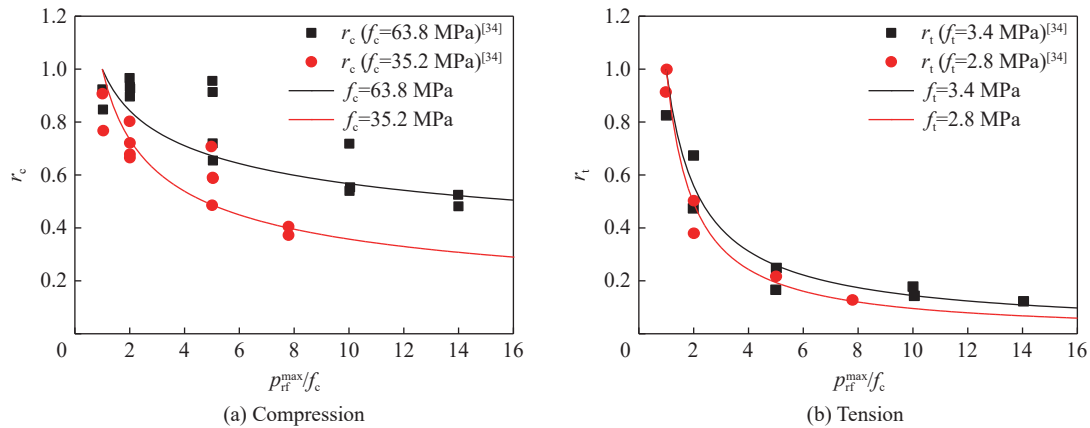 1.2
1.0
0.8
0.6
0.4
0.2
0 2 4 6 8 10 12 14 16
r_c
p_rf^max/f_c
r_c (f_c=63.8 MPa)[34]
r_c (f_c=35.2 MPa)[34]
f_c=63.8 MPa
f_c=35.2 MPa
(a) Compression
1.2
1.0
0.8
0.6
0.4
0.2
0 2 4 6 8 10 12 14 16
r_t
p_rf^max/f_c
r_t (f_t=3.4 MPa)[34]
r_t (f_t=2.8 MPa)[34]
f_t=3.4 MPa
f_t=2.8 MPa
(b) Tension